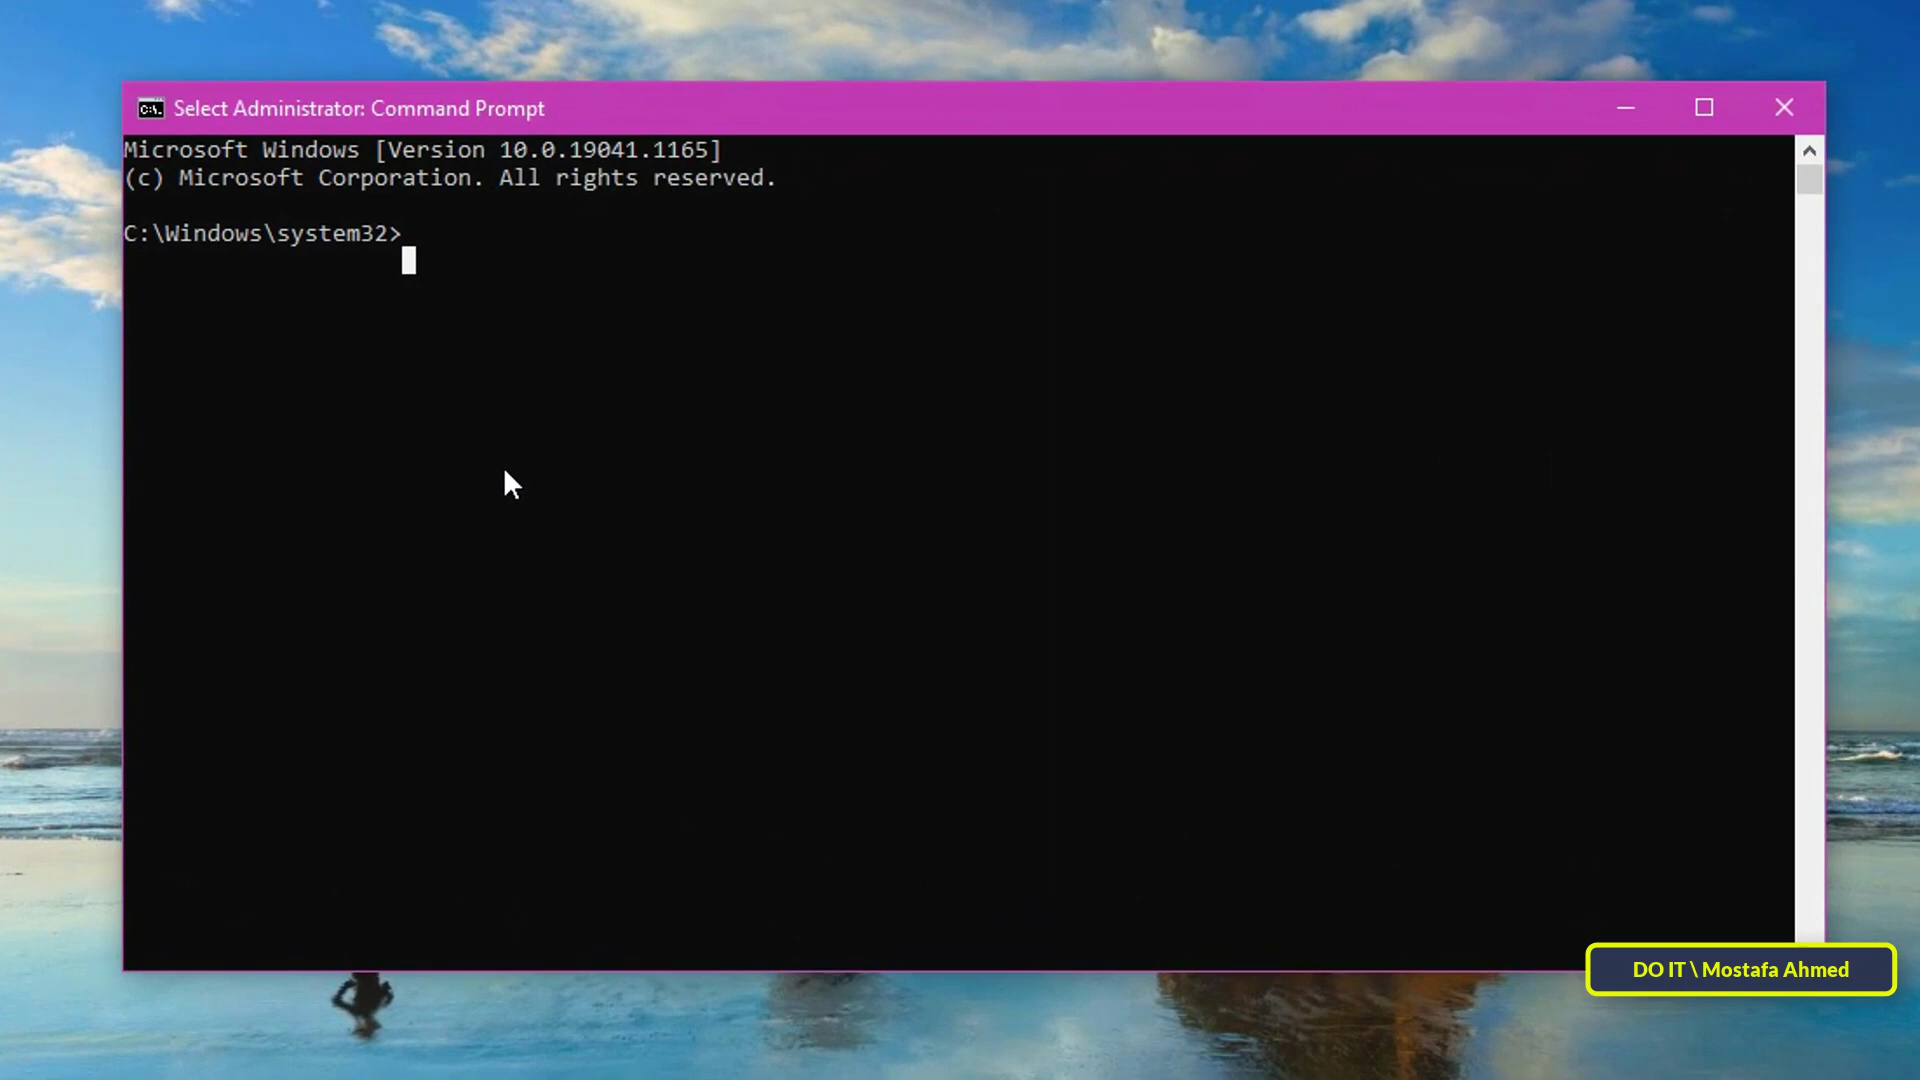 Select Administrator: Command Prompt
Microsoft Windows [Version 10.0.19041.1165]
(c) Microsoft Corporation. All rights reserved.
C:\Windows\system32>
DO IT \ Mostafa Ahmed